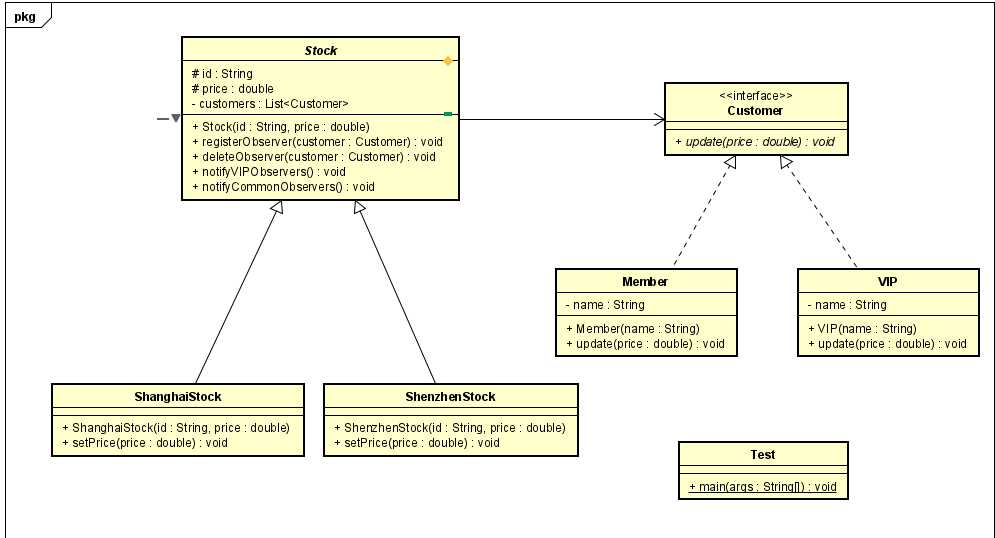 pkg
Stock
# id : String
# price : double
- customers : List<Customer>
+ Stock(id : String, price : double)
+ registerObserver(customer : Customer) : void
+ deleteObserver(customer : Customer) : void
+ notifyVIPObservers() : void
+ notifyCommonObservers() : void
<<interface>>
Customer
+ update(price : double) : void
Member
- name : String
+ Member(name : String)
+ update(price : double) : void
VIP
- name : String
+ VIP(name : String)
+ update(price : double) : void
ShanghaiStock
+ ShanghaiStock(id : String, price : double)
+ setPrice(price : double) : void
ShenzhenStock
+ ShenzhenStock(id : String, price : double)
+ setPrice(price : double) : void
Test
+ main(args : String[]) : void